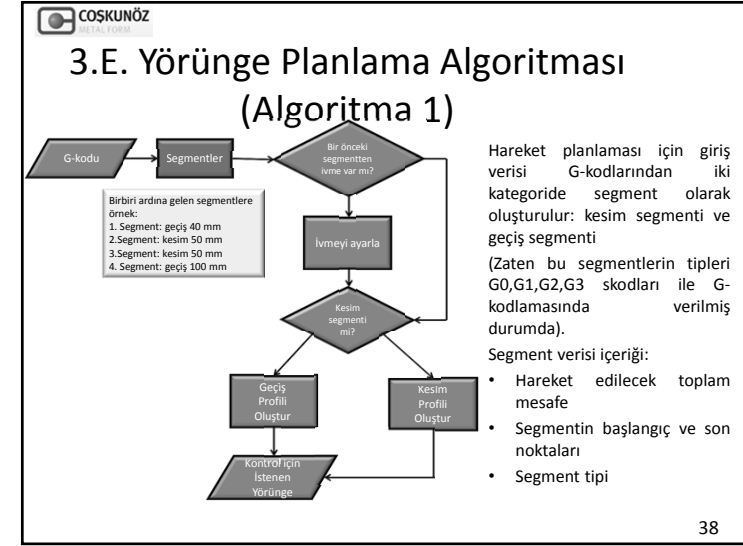 COŞKUNÖZ
METAL FORM
3.E. Yörünge Planlama Algoritması
(Algoritma 1)
G-kodu
Segmentler
Bir önceki
segmentten
ivme var mı?
Birbiri ardına gelen segmentlere
örnek:
1. Segment: geçiş 40 mm
2.Segment: kesim 50 mm
3.Segment: kesim 50 mm
4. Segment: geçiş 100 mm
İvmeyi ayarla
Kesim
segmenti
mi?
Geçiş
Profili
Oluştur
Kesim
Profili
Oluştur
Kontrol için
İstenen
Yörünge
Hareket planlaması için giriş
verisi G-kodlarından iki
kategoride segment olarak
oluşturulur: kesim segmenti ve
geçiş segmenti
(Zaten bu segmentlerin tipleri
G0,G1,G2,G3 skodları ile G-
kodlamasında verilmiş
durumda).
Segment verisi içeriği:
• Hareket edilecek toplam
mesafe
• Segmentin başlangıç ve son
noktaları
• Segment tipi
38